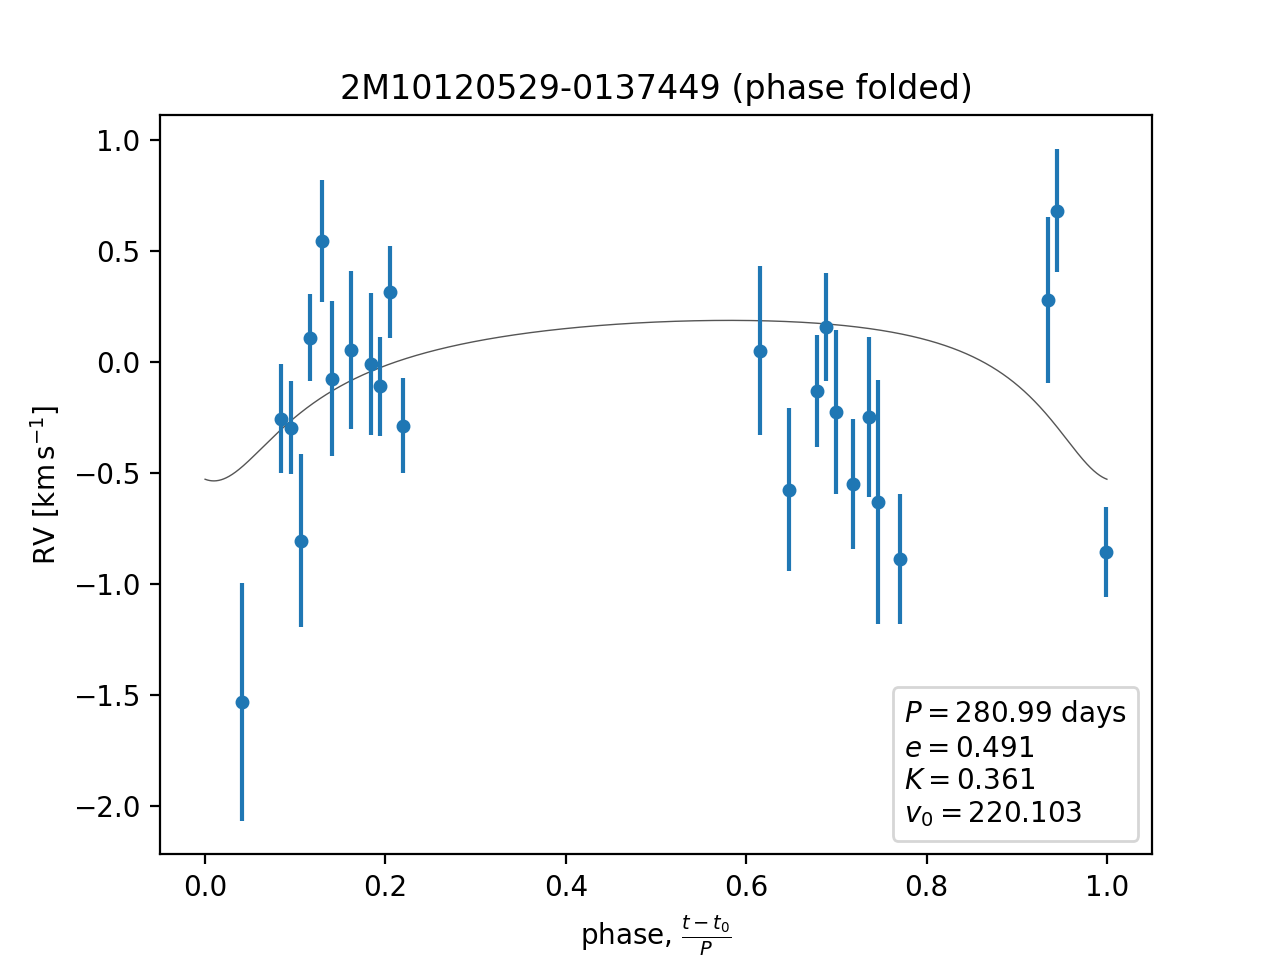 2M10120529-0137449 (phase folded)
1.0
0.5
0.0
−0.5
−1.0
−1.5
−2.0
RV [km s⁻¹]
P = 280.99 days
e = 0.491
K = 0.361
v₀ = 220.103
0.0 0.2 0.4 0.6 0.8 1.0
phase, (t − t₀)/P